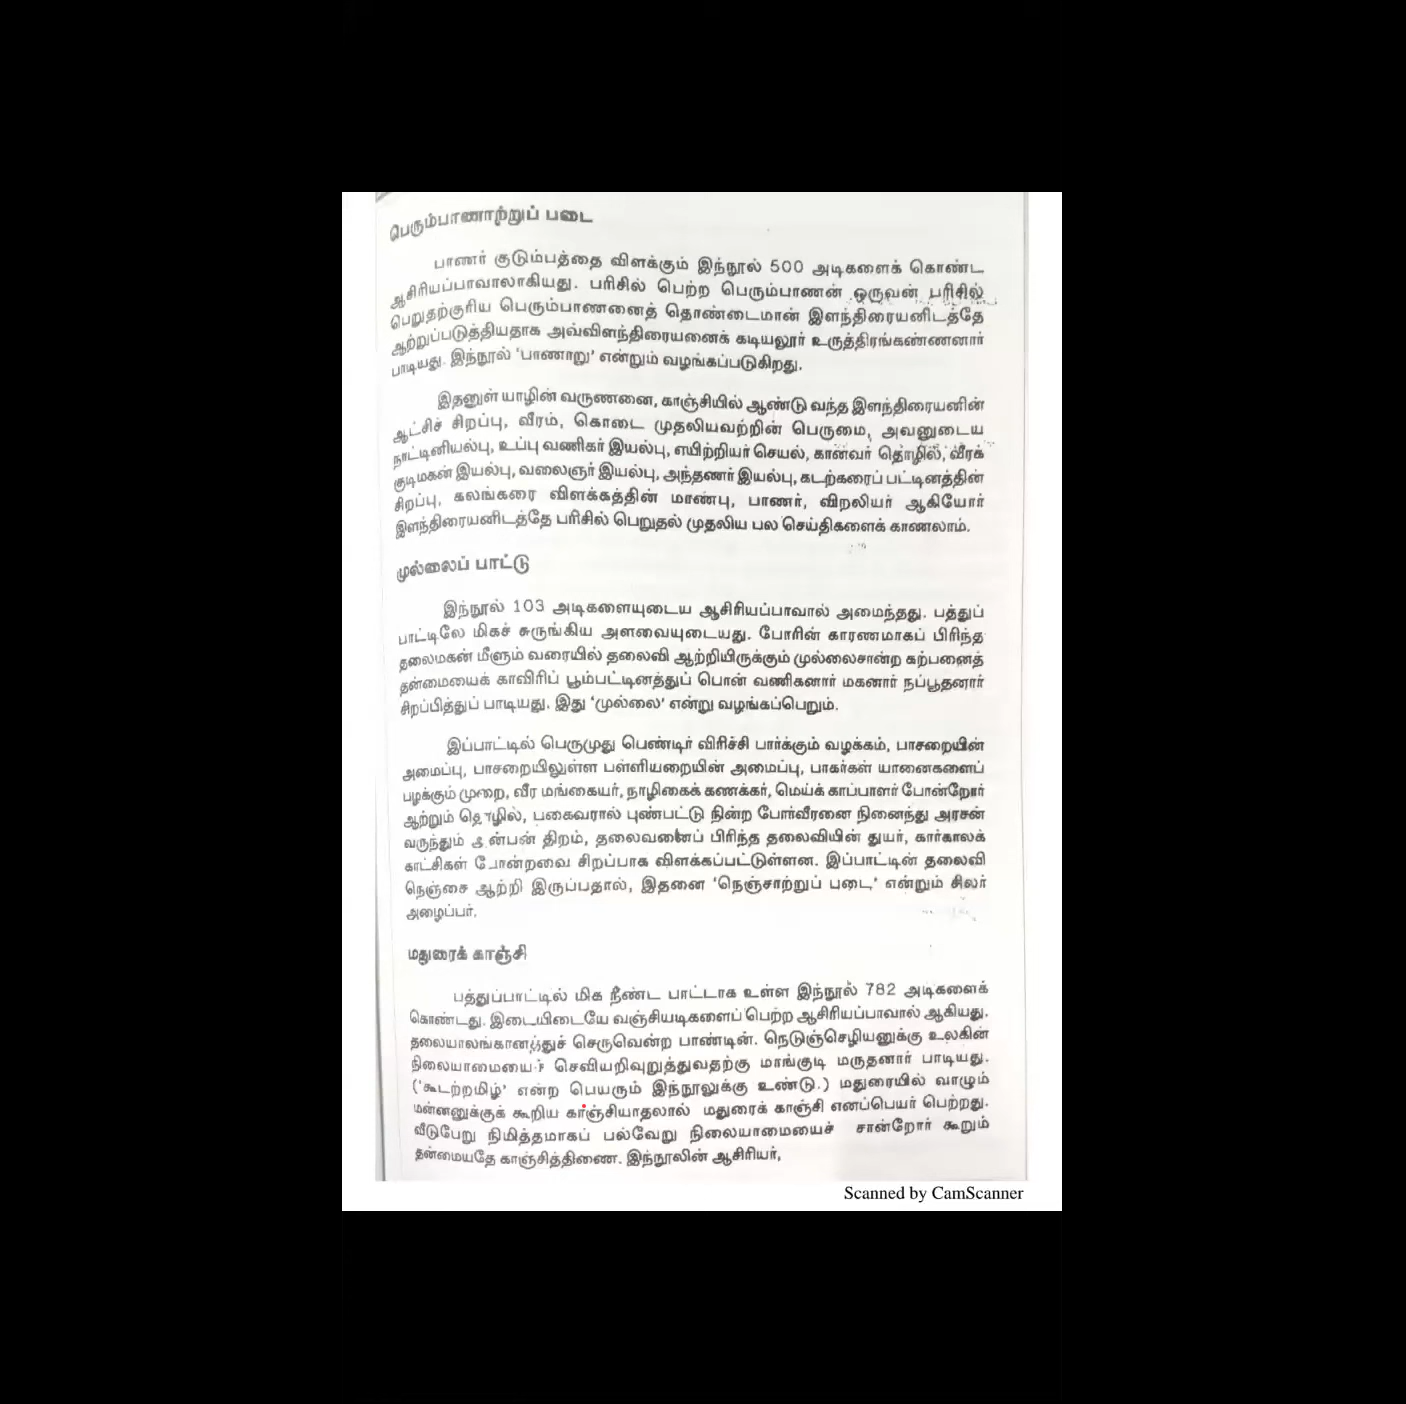 பெரும்பாணாற்றுப் படை
பாணர் குடும்பத்தை விளக்கும் இந்நூல் 500 அடிகளைக் கொண்ட
ஆசிரியப்பாவாலாகியது. பரிசில் பெற்ற பெரும்பாணன் ஒருவன் பரிசில்
பெறுதற்குரிய பெரும்பாணனைத் தொண்டைமான் இளந்திரையனிடத்தே
ஆற்றுப்படுத்தியதாக அவ்விளந்திரையனைக் கடியலூர் உருத்திரங்கண்ணனார்
பாடியது. இந்நூல் 'பாணாறு' என்றும் வழங்கப்படுகிறது.
இதனுள் யாழின் வருணனை, காஞ்சியில் ஆண்டு வந்த இளந்திரையனின்
ஆட்சிச் சிறப்பு, வீரம், கொடை முதலியவற்றின் பெருமை, அவனுடைய
நாட்டினியல்பு, உப்பு வணிகர் இயல்பு, எயிற்றியர் செயல், கானவர் தொழில், வீரக்
குடிமகன் இயல்பு, வலைஞர் இயல்பு, அந்தணர் இயல்பு, கடற்கரைப் பட்டினத்தின்
சிறப்பு, கலங்கரை விளக்கத்தின் மாண்பு, பாணர், விறலியர் ஆகியோர்
இளந்திரையனிடத்தே பரிசில் பெறுதல் முதலிய பல செய்திகளைக் காணலாம்.
முல்லைப் பாட்டு
இந்நூல் 103 அடிகளையுடைய ஆசிரியப்பாவால் அமைந்தது. பத்துப்
பாட்டிலே மிகச் சுருங்கிய அளவையுடையது. போரின் காரணமாகப் பிரிந்த
தலைமகன் மீளும் வரையில் தலைவி ஆற்றியிருக்கும் முல்லைசான்ற கற்பனைத்
தன்மையைக் காவிரிப் பூம்பட்டினத்துப் பொன் வணிகனார் மகனார் நப்பூதனார்
சிறப்பித்துப் பாடியது. இது 'முல்லை' என்று வழங்கப்பெறும்.
இப்பாட்டில் பெருமுது பெண்டிர் விரிச்சி பார்க்கும் வழக்கம், பாசறையின்
அமைப்பு, பாசறையிலுள்ள பள்ளியறையின் அமைப்பு, பாகர்கள் யானைகளைப்
பழக்கும் முறை, வீர மங்கையர், நாழிகைக் கணக்கர், மெய்க் காப்பாளர் போன்றோர்
ஆற்றும் தொழில், பகைவரால் புண்பட்டு நின்ற போர்வீரனை நினைந்து அரசன்
வருந்தும் திறம், தலைவனைப் பிரிந்த தலைவியின் துயர், கார்காலக்
காட்சிகள் போன்றவை சிறப்பாக விளக்கப்பட்டுள்ளன. இப்பாட்டின் தலைவி
நெஞ்சை ஆற்றி இருப்பதால், இதனை 'நெஞ்சாற்றுப் படை' என்றும் சிலர்
அழைப்பர்.
மதுரைக் காஞ்சி
பத்துப்பாட்டில் மிக நீண்ட பாட்டாக உள்ள இந்நூல் 782 அடிகளைக்
கொண்டது. இடையிடையே வஞ்சியடிகளைப் பெற்ற ஆசிரியப்பாவால் ஆகியது.
தலையாலங்கானத்துச் செருவென்ற பாண்டின். நெடுஞ்செழியனுக்கு உலகின்
நிலையாமையைச் செவியறிவுறுத்துவதற்கு மாங்குடி மருதனார் பாடியது.
('கூடற்றமிழ்' என்ற பெயரும் இந்நூலுக்கு உண்டு.) மதுரையில் வாழும்
மன்னனுக்குக் கூறிய காஞ்சியாதலால் மதுரைக் காஞ்சி எனப்பெயர் பெற்றது.
வீடுபேறு நிமித்தமாகப் பல்வேறு நிலையாமையைச் சான்றோர் கூறும்
தன்மையதே காஞ்சித்திணை. இந்நூலின் ஆசிரியர்,
Scanned by CamScanner